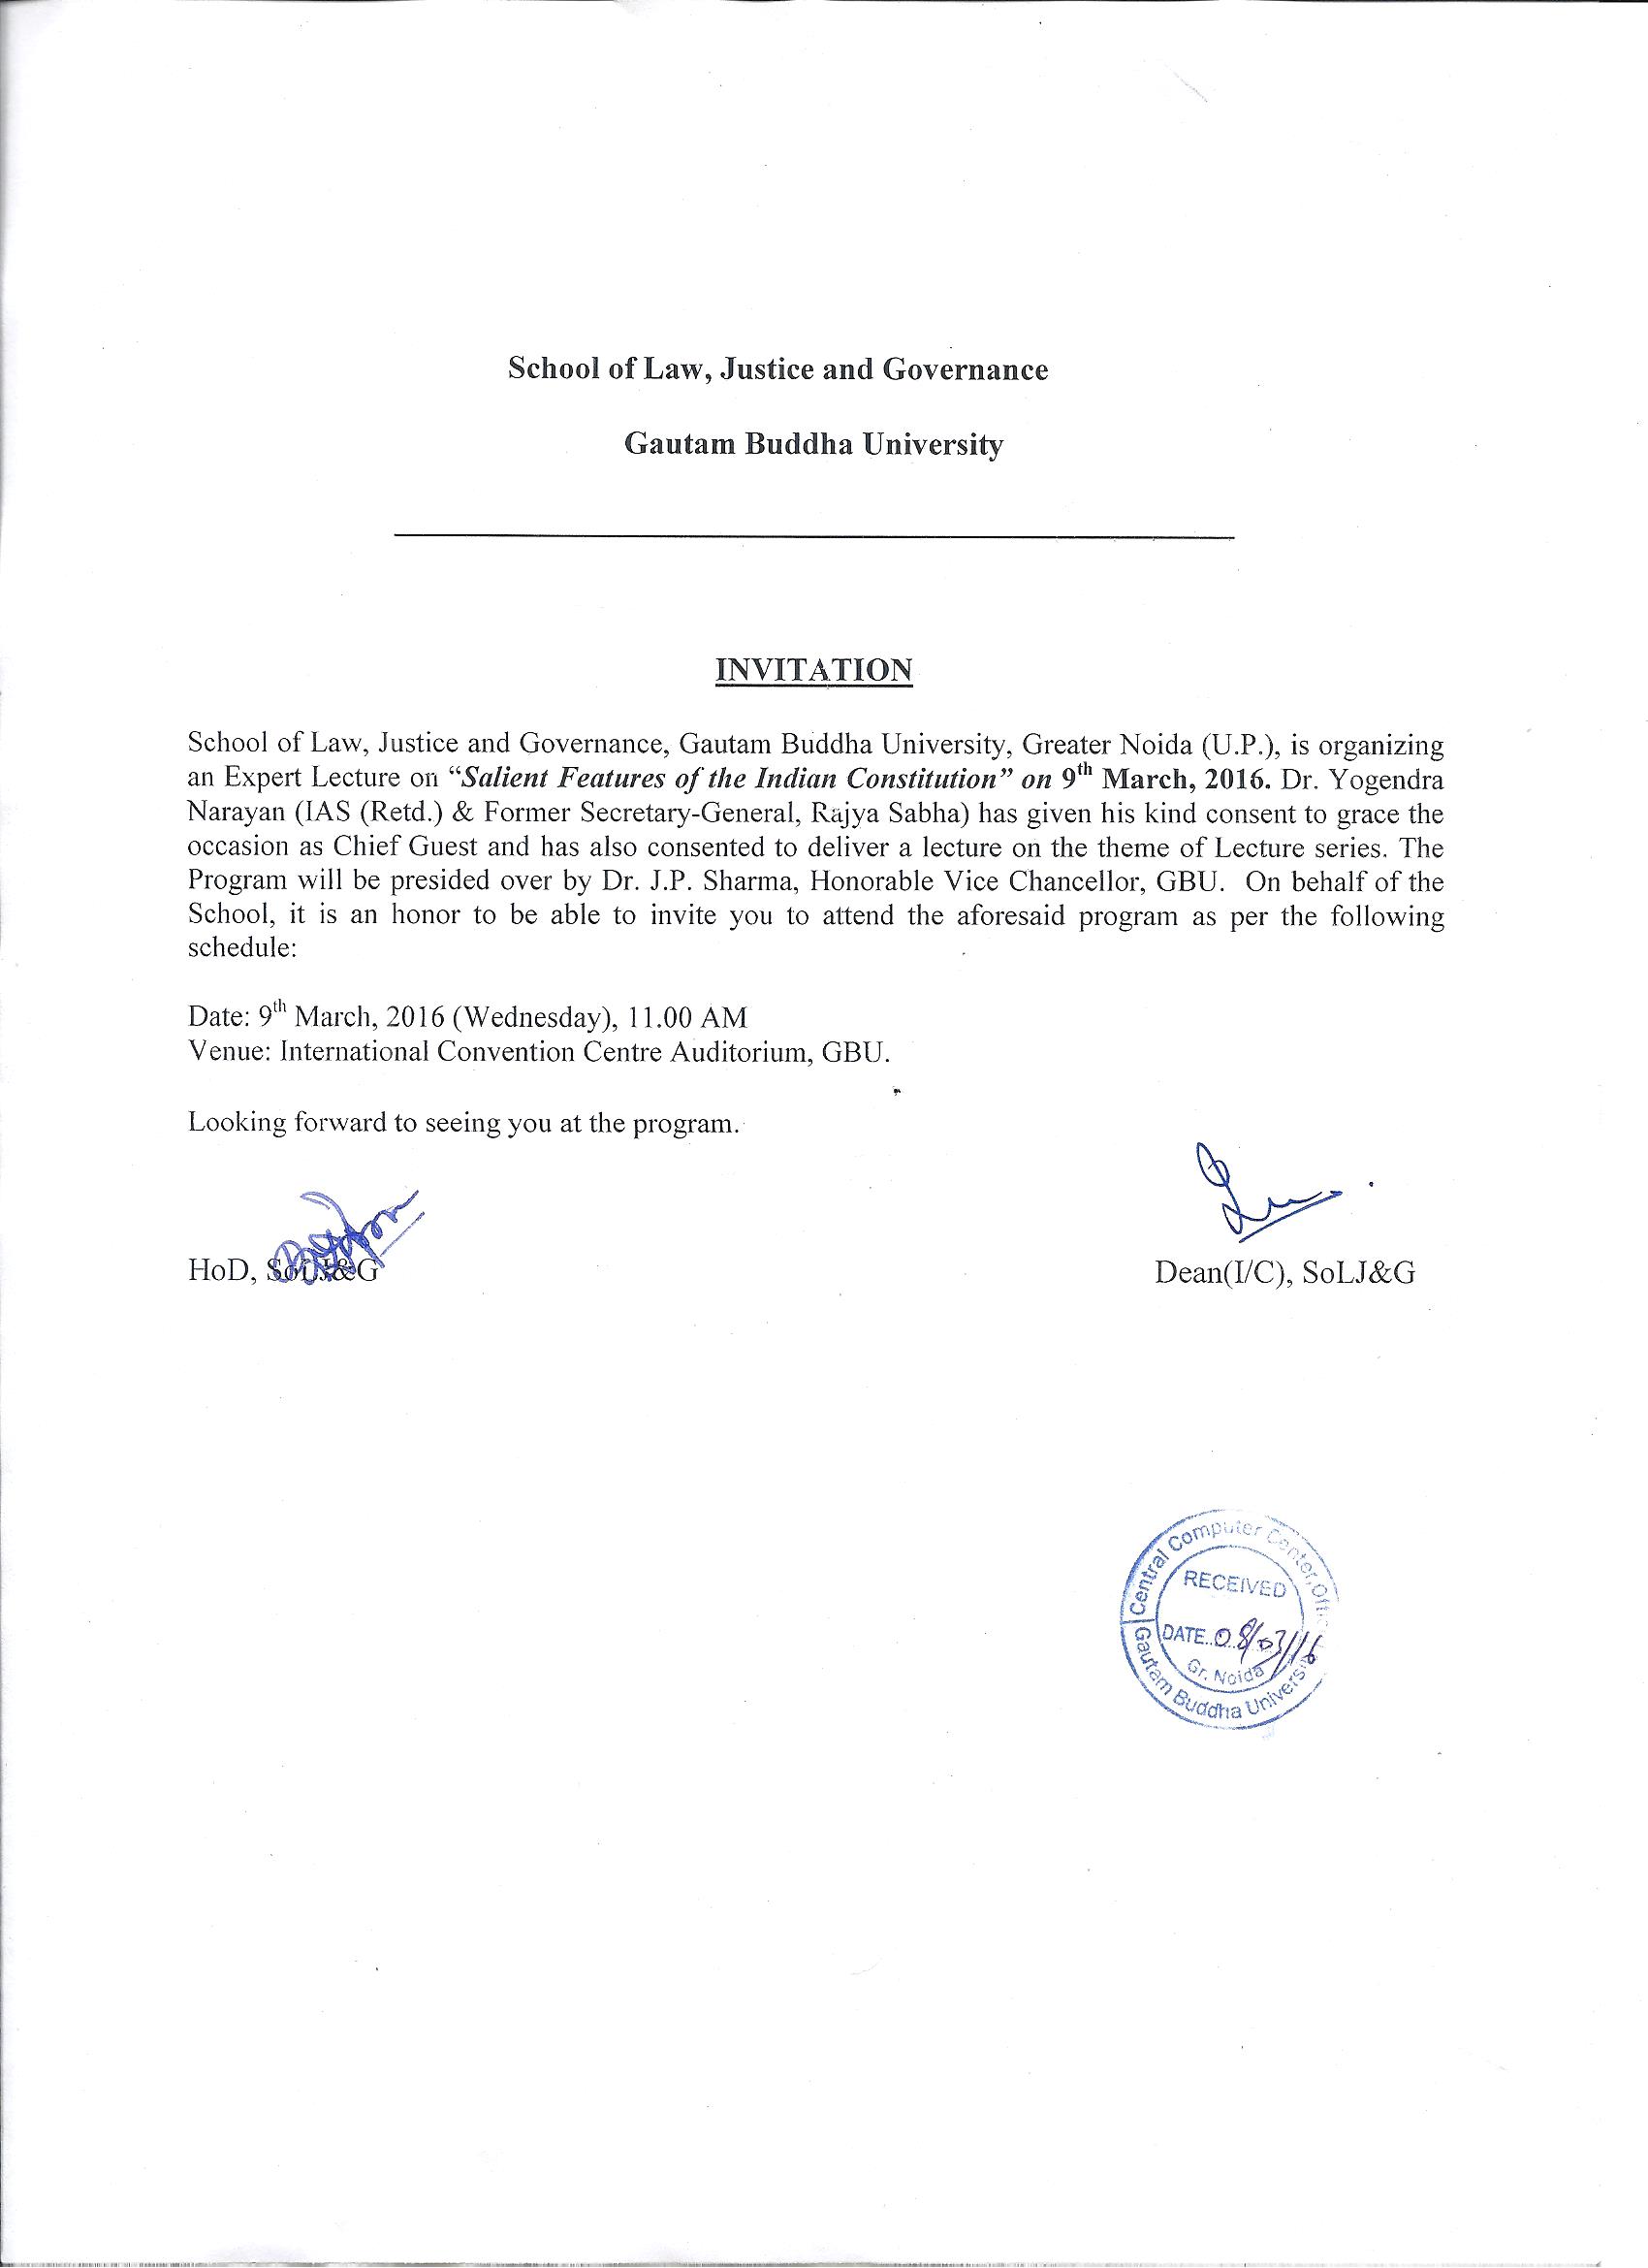 School of Law, Justice and Governance
Gautam Buddha University
INVITATION
School of Law, Justice and Governance, Gautam Buddha University, Greater Noida (U.P.), is organizing
an Expert Lecture on “Salient Features of the Indian Constitution” on 9th March, 2016. Dr. Yogendra
Narayan (IAS (Retd.) & Former Secretary-General, Rajya Sabha) has given his kind consent to grace the
occasion as Chief Guest and has also consented to deliver a lecture on the theme of Lecture series. The
Program will be presided over by Dr. J.P. Sharma, Honorable Vice Chancellor, GBU. On behalf of the
School, it is an honor to be able to invite you to attend the aforesaid program as per the following
schedule:
Date: 9th March, 2016 (Wednesday), 11.00 AM
Venue: International Convention Centre Auditorium, GBU.
Looking forward to seeing you at the program.
HoD, SoLJ&G
Dean(I/C), SoLJ&G
Central Computer Center,
RECEIVED
DATE 08/03/16
Gr. Noida
Gautam Buddha University